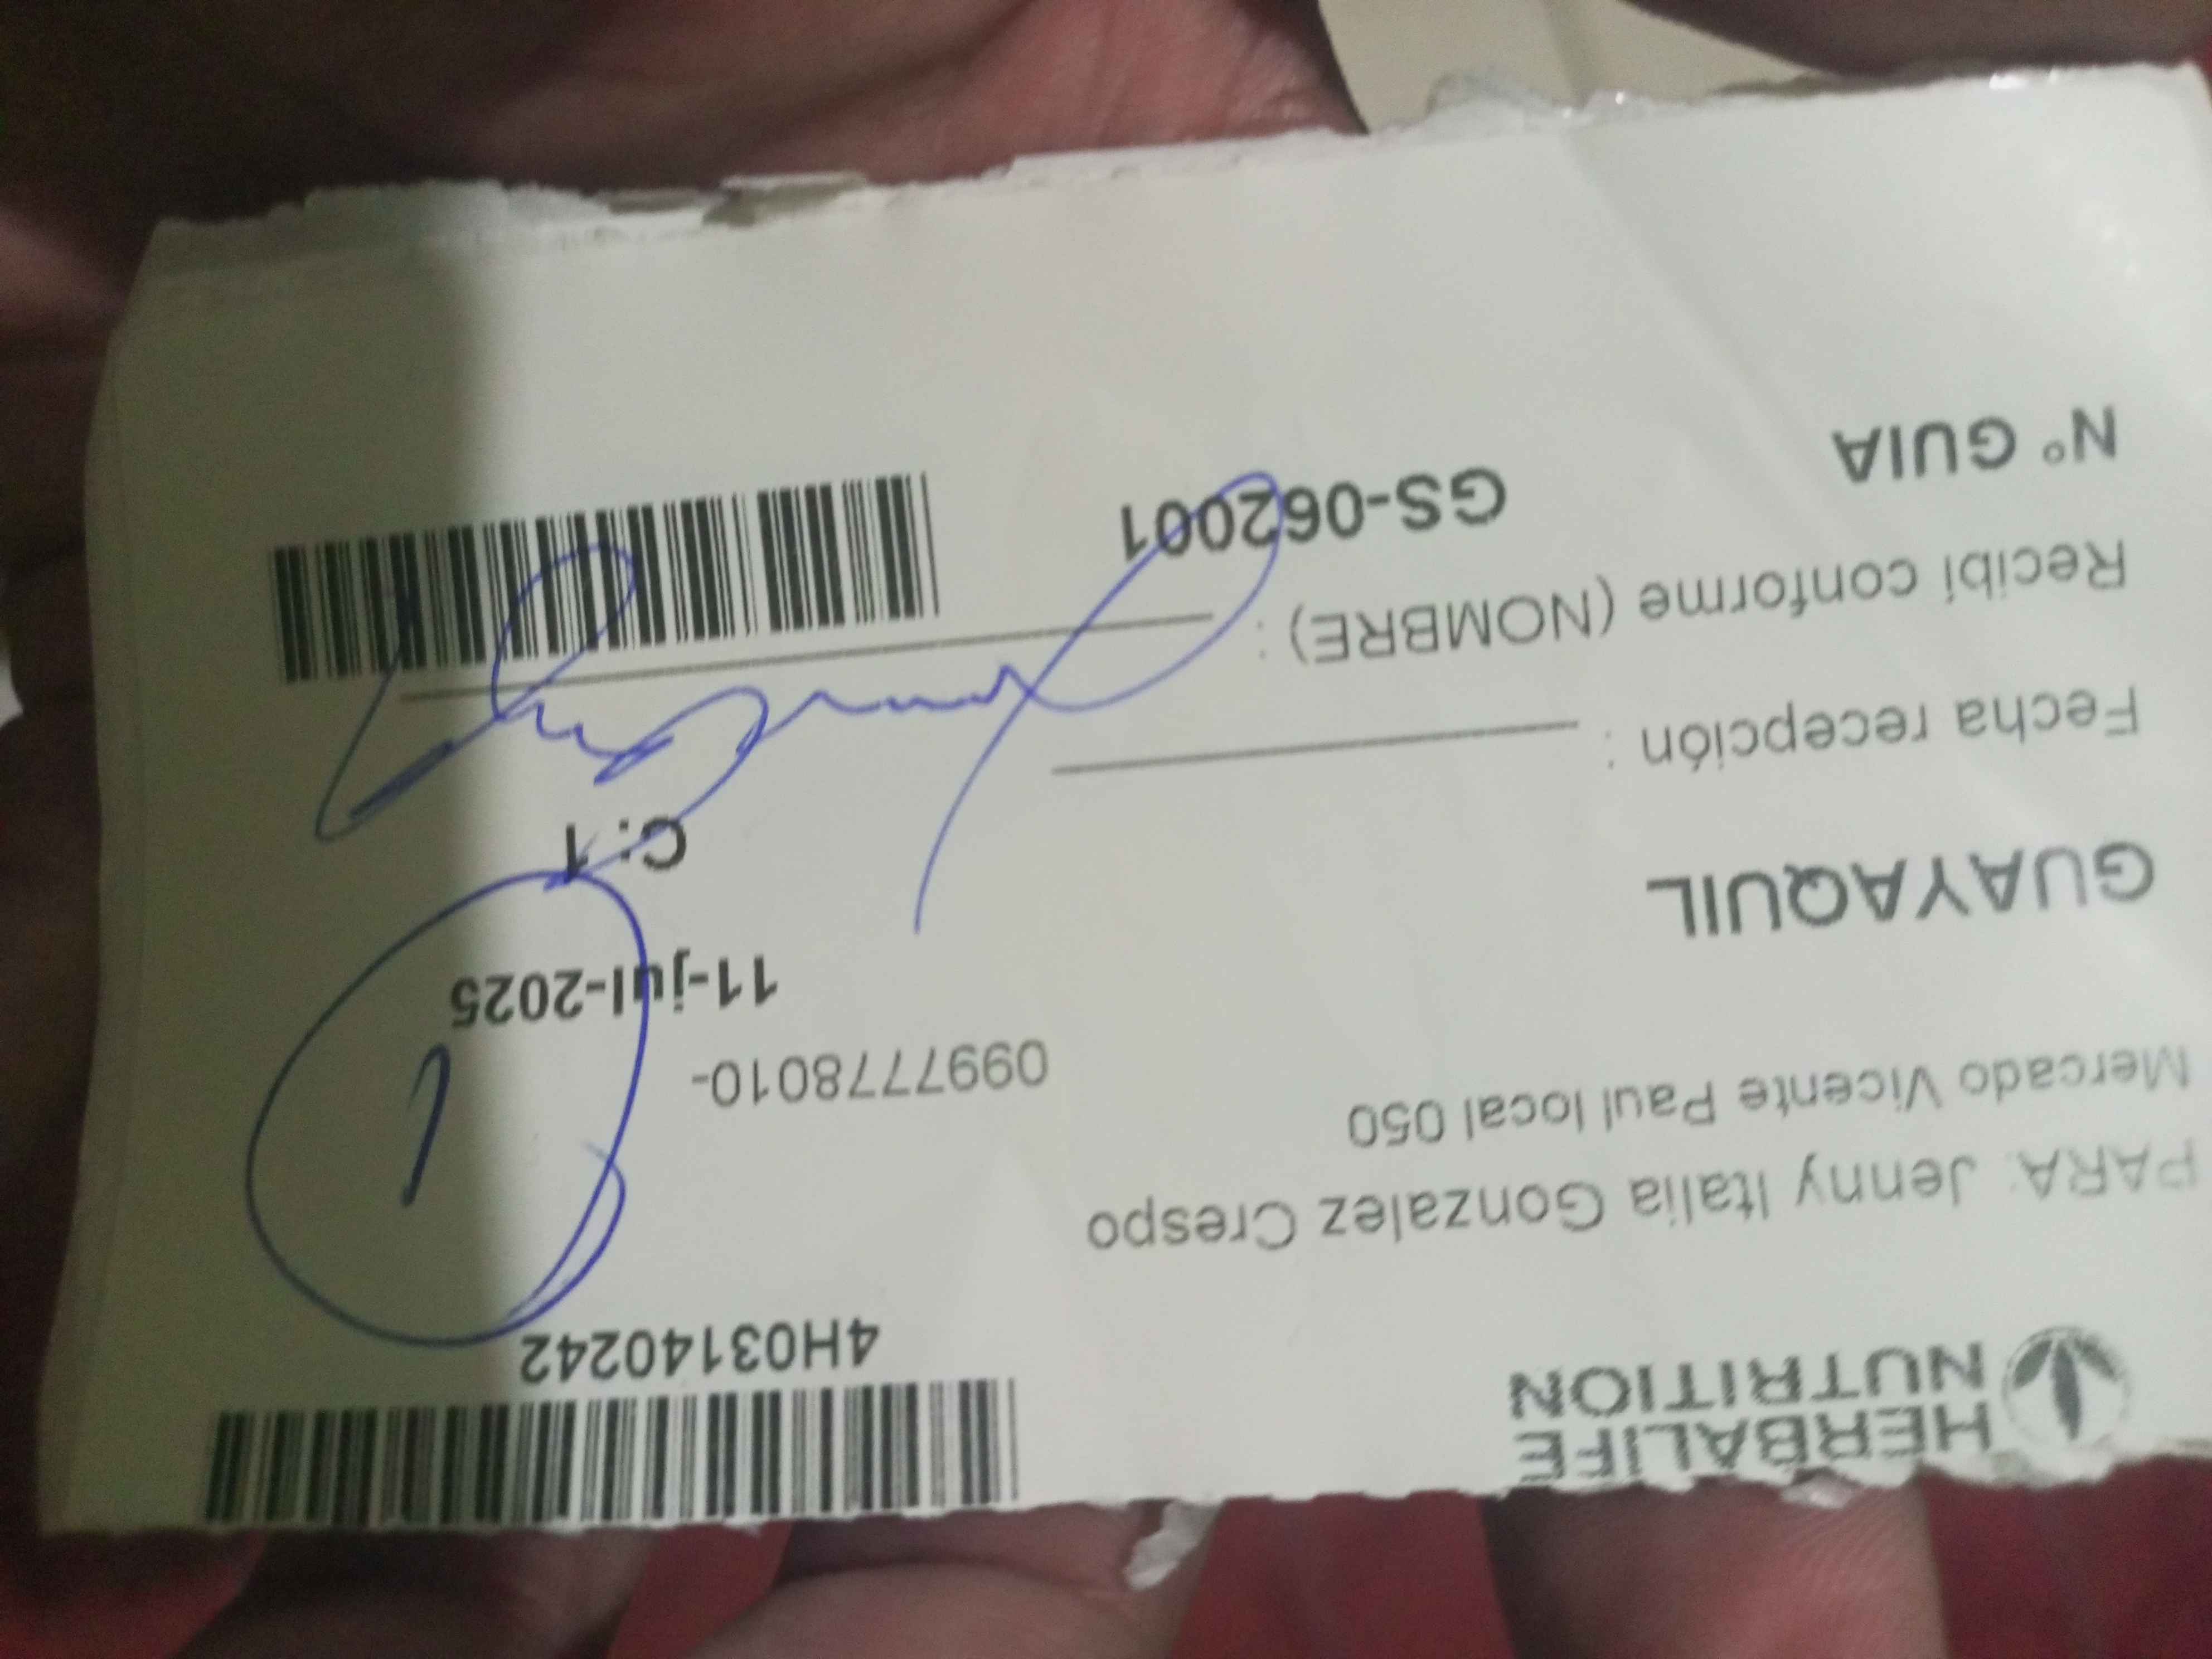 HERBALIFE
NUTRITION
4H03140242
PARA: Jenny Italia Gonzalez Crespo
Mercado Vicente Paul local 050
0997778010-
11-jul-2025
1
GUAYAQUIL
C: 1
Fecha recepción :
Recibí conforme (NOMBRE) :
N° GUIA
GS-062001